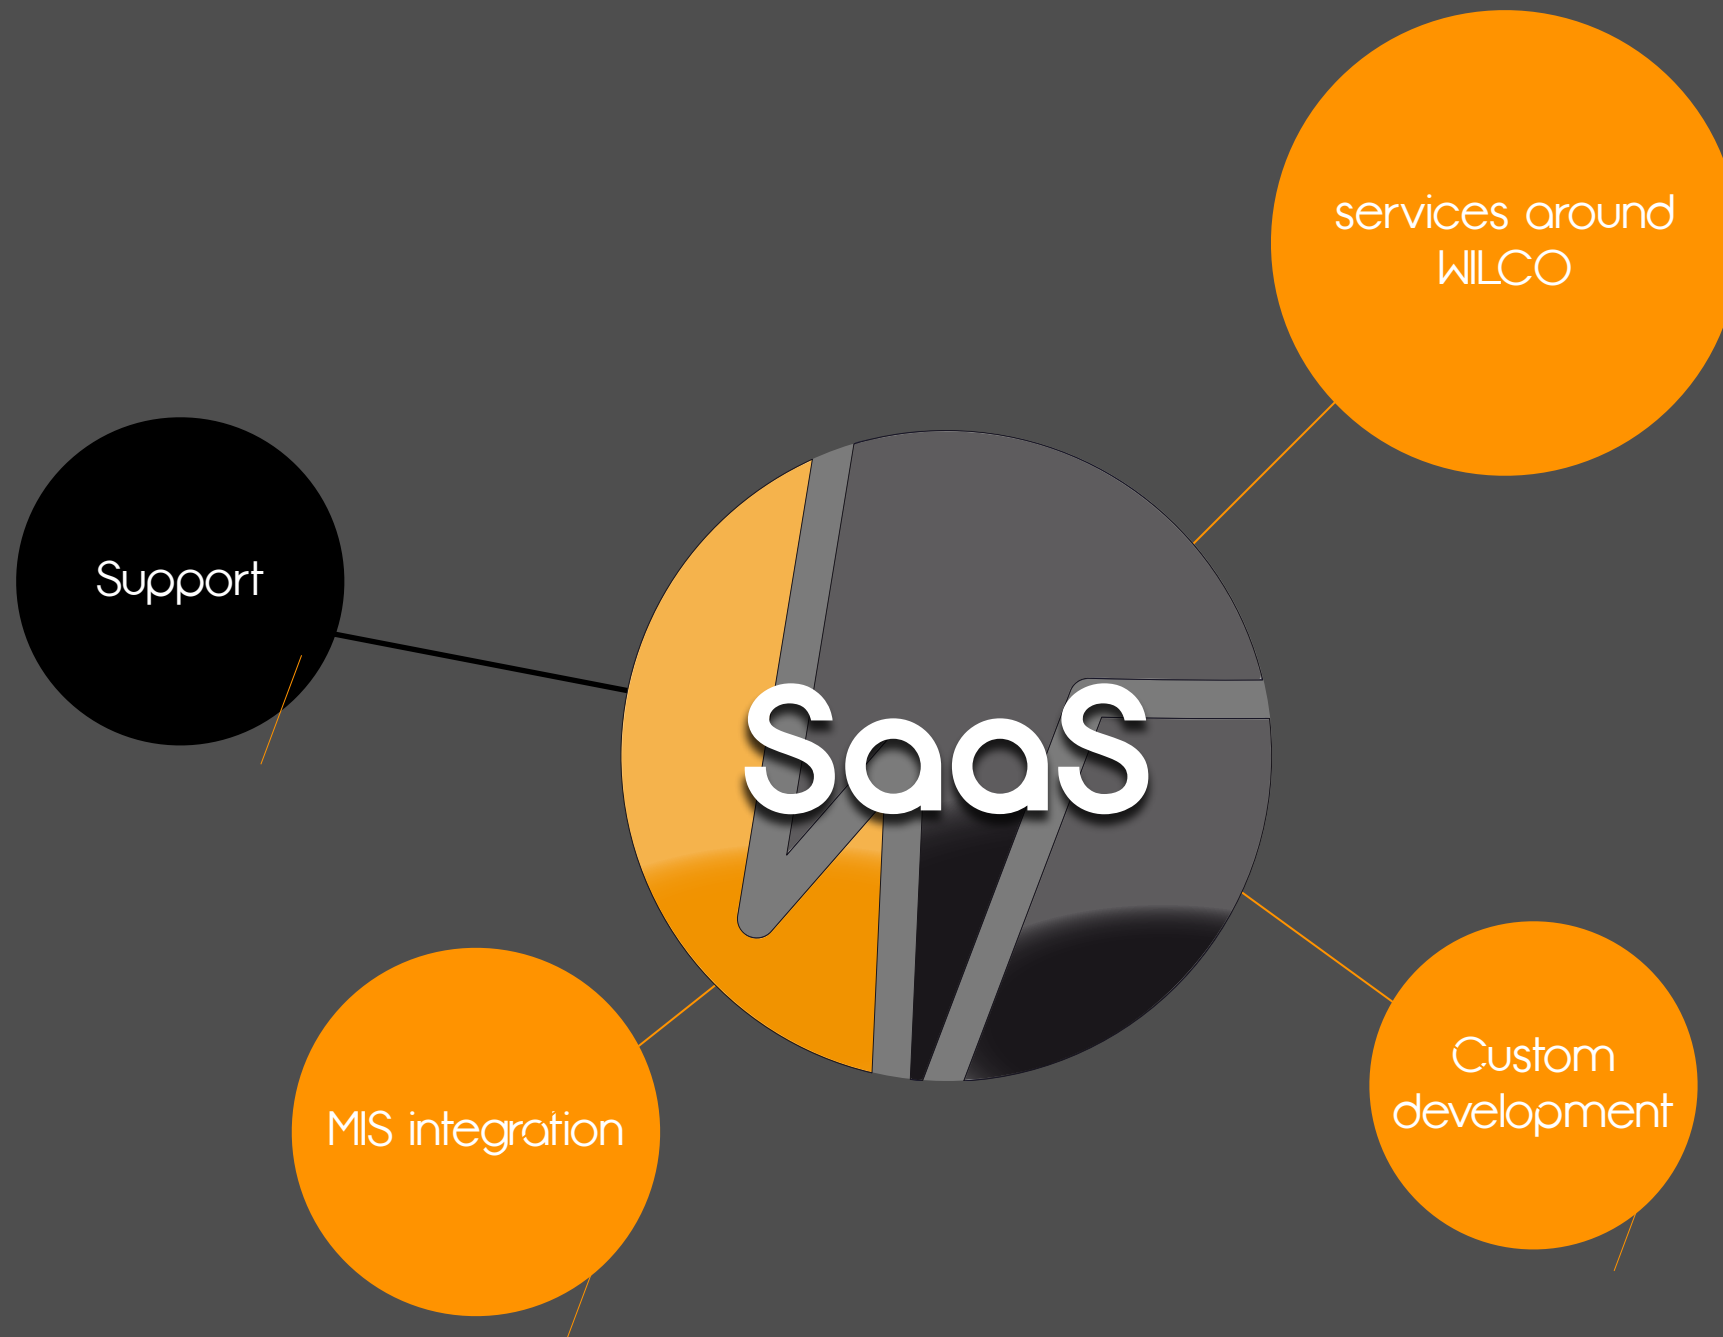 services around
WILCO
Support
SaaS
Custom
development
MIS integration